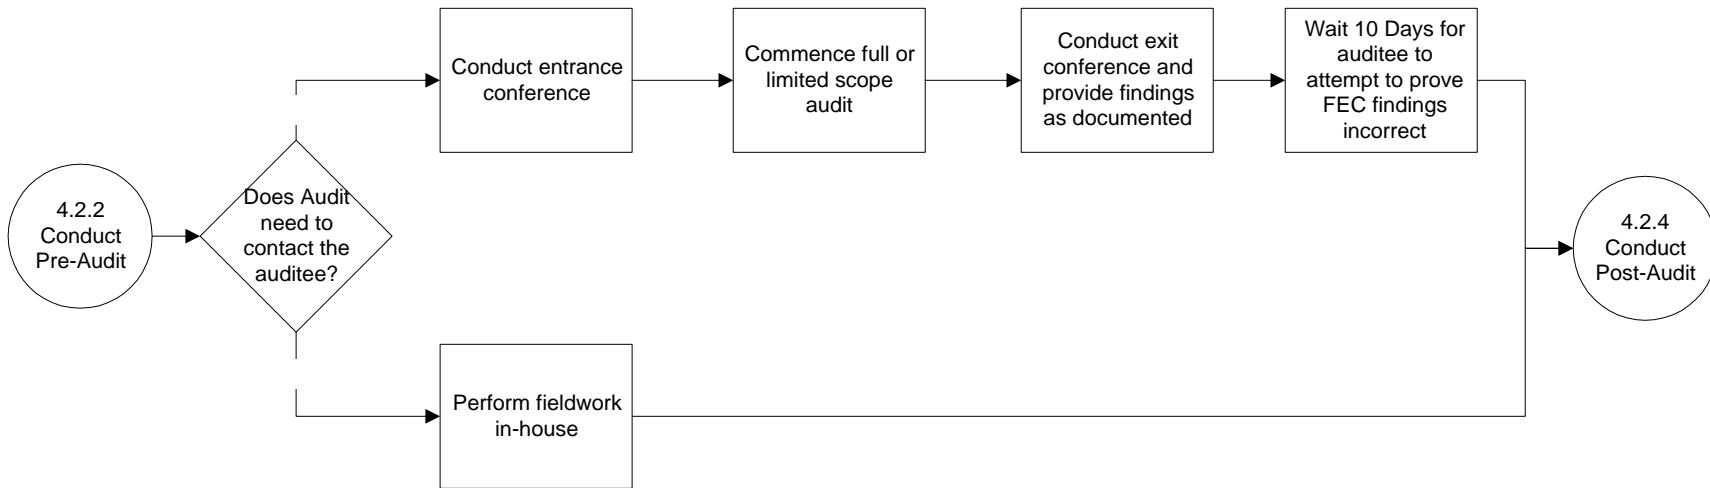 4.2.2
Conduct
Pre-Audit
Does Audit
need to
contact the
auditee?
Conduct entrance
conference
Commence full or
limited scope
audit
Conduct exit
conference and
provide findings
as documented
Wait 10 Days for
auditee to
attempt to prove
FEC findings
incorrect
Perform fieldwork
in-house
4.2.4
Conduct
Post-Audit